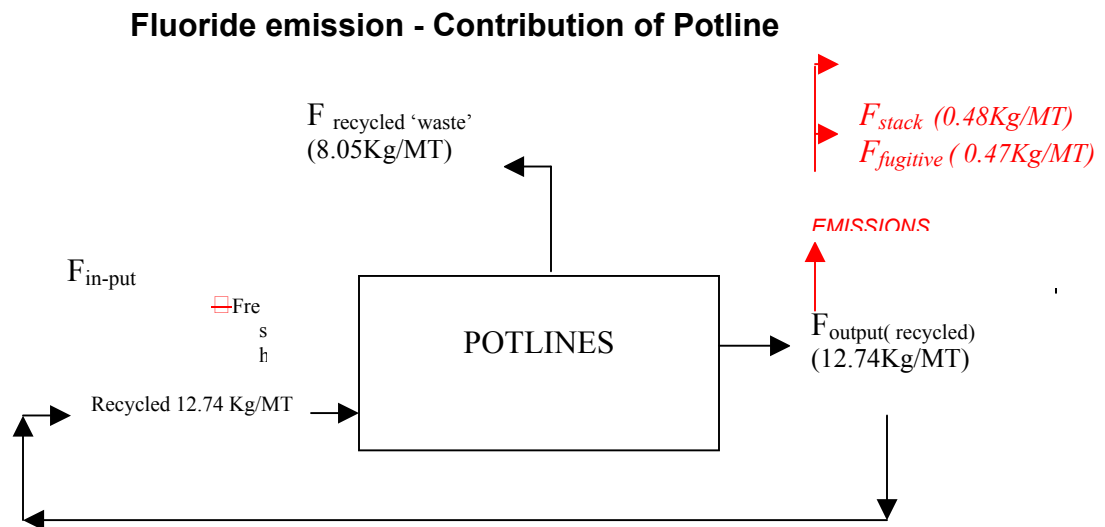 Fluoride emission - Contribution of Potline
F recycled ‘waste’
(8.05Kg/MT)
Fstack (0.48Kg/MT)
Ffugitive ( 0.47Kg/MT)
EMISSIONS
Fin-put
Fre
s
h
POTLINES
Foutput( recycled)
(12.74Kg/MT)
Recycled 12.74 Kg/MT